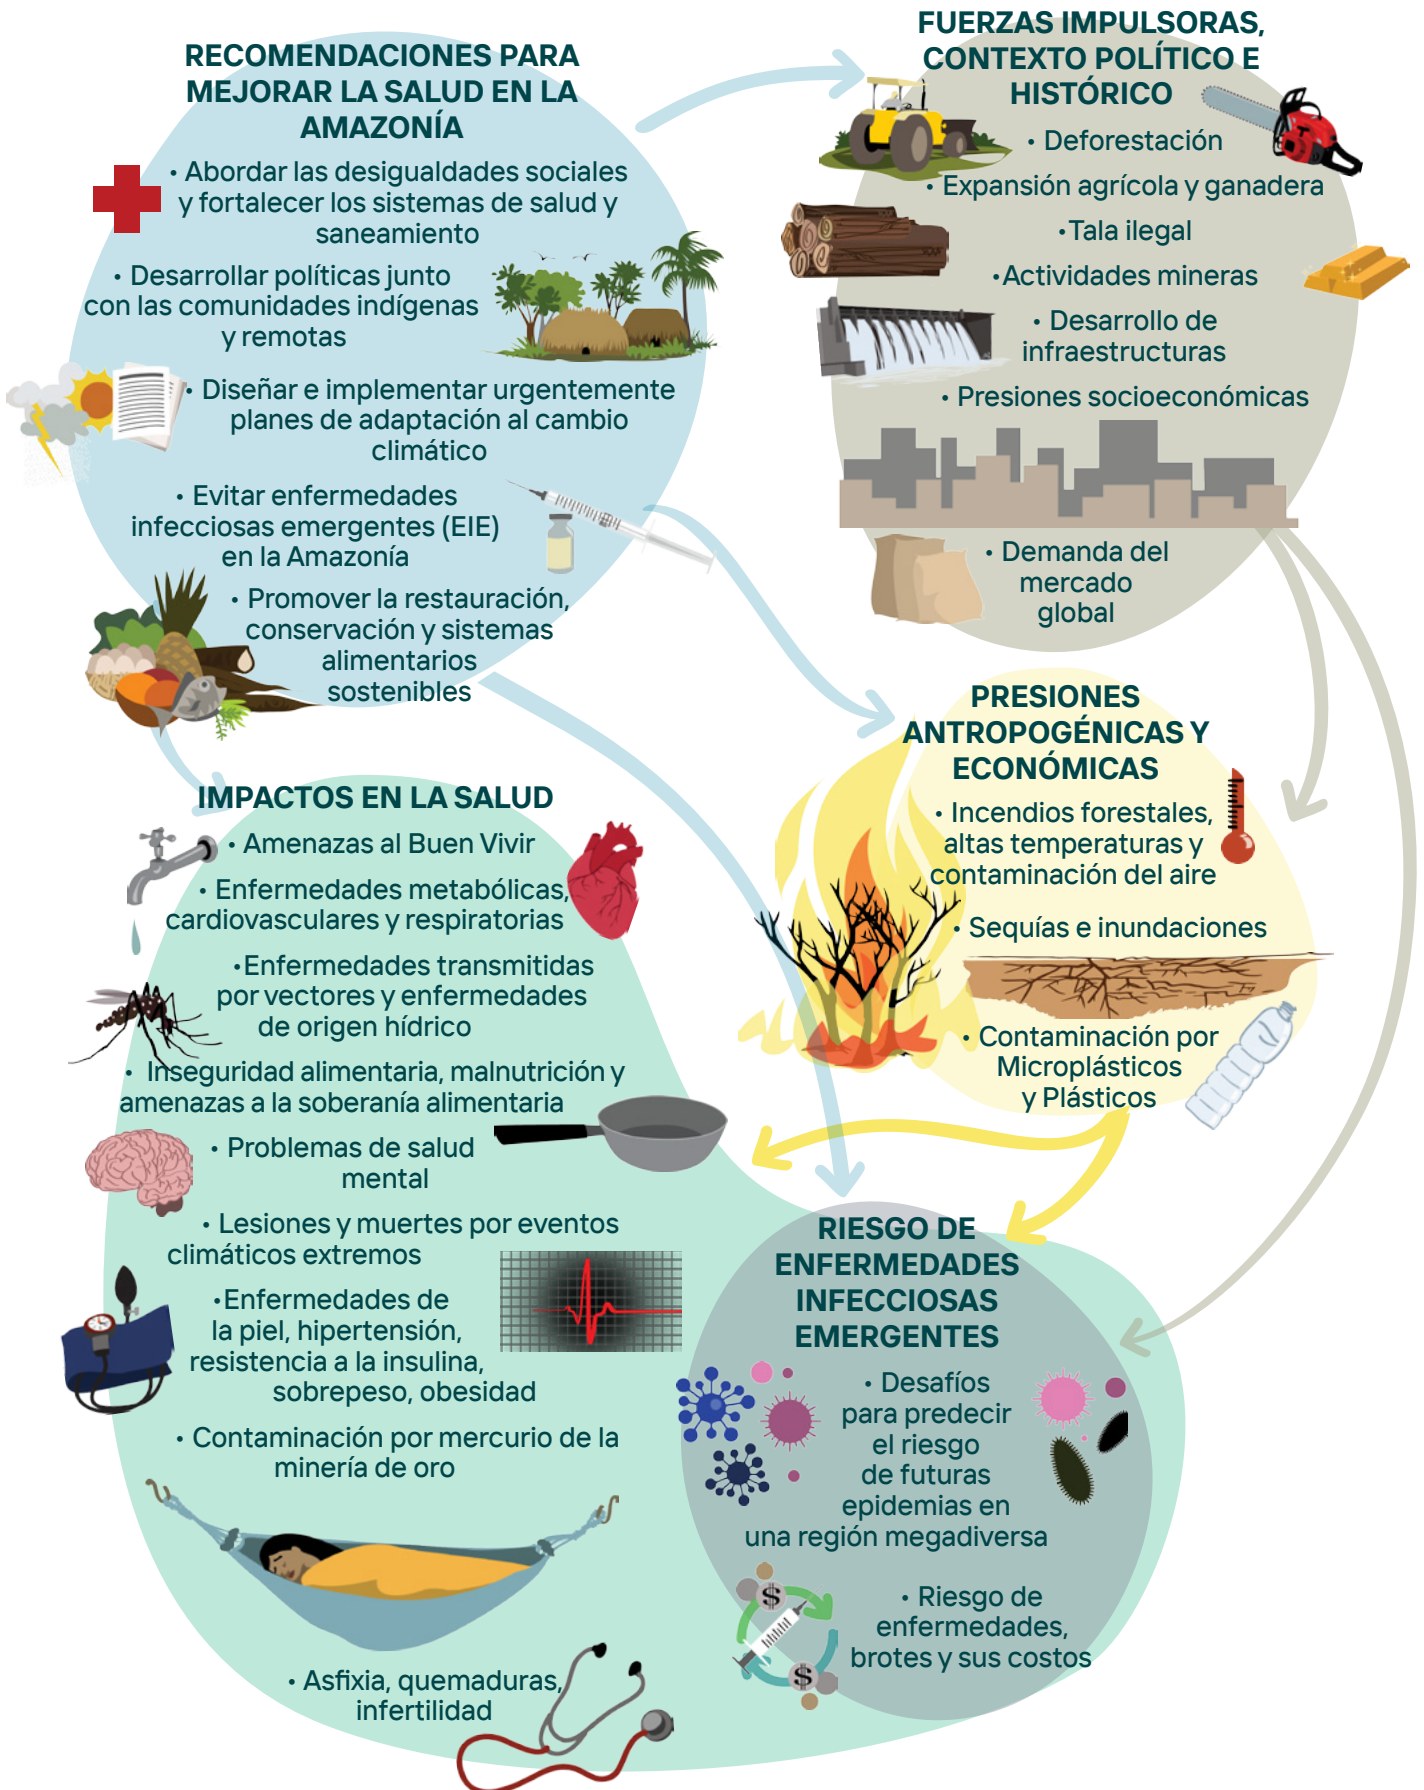 RECOMENDACIONES PARA
MEJORAR LA SALUD EN LA
AMAZONÍA
• Abordar las desigualdades sociales
y fortalecer los sistemas de salud y
saneamiento
• Desarrollar políticas junto
con las comunidades indígenas
y remotas
• Diseñar e implementar urgentemente
planes de adaptación al cambio
climático
• Evitar enfermedades
infecciosas emergentes (EIE)
en la Amazonía
• Promover la restauración,
conservación y sistemas
alimentarios
sostenibles
FUERZAS IMPULSORAS,
CONTEXTO POLÍTICO E
HISTÓRICO
• Deforestación
• Expansión agrícola y ganadera
•Tala ilegal
•Actividades mineras
• Desarrollo de
infraestructuras
• Presiones socioeconómicas
• Demanda del
mercado
global
PRESIONES
ANTROPOGÉNICAS Y
ECONÓMICAS
• Incendios forestales,
altas temperaturas y
contaminación del aire
• Sequías e inundaciones
• Contaminación por
Microplásticos
y Plásticos
IMPACTOS EN LA SALUD
• Amenazas al Buen Vivir
• Enfermedades metabólicas,
cardiovasculares y respiratorias
•Enfermedades transmitidas
por vectores y enfermedades
de origen hídrico
• Inseguridad alimentaria, malnutrición y
amenazas a la soberanía alimentaria
• Problemas de salud
mental
• Lesiones y muertes por eventos
climáticos extremos
•Enfermedades de
la piel, hipertensión,
resistencia a la insulina,
sobrepeso, obesidad
• Contaminación por mercurio de la
minería de oro
• Asfixia, quemaduras,
infertilidad
RIESGO DE
ENFERMEDADES
INFECCIOSAS
EMERGENTES
• Desafíos
para predecir
el riesgo
de futuras
epidemias en
una región megadiversa
$
• Riesgo de
enfermedades,
brotes y sus costos
$